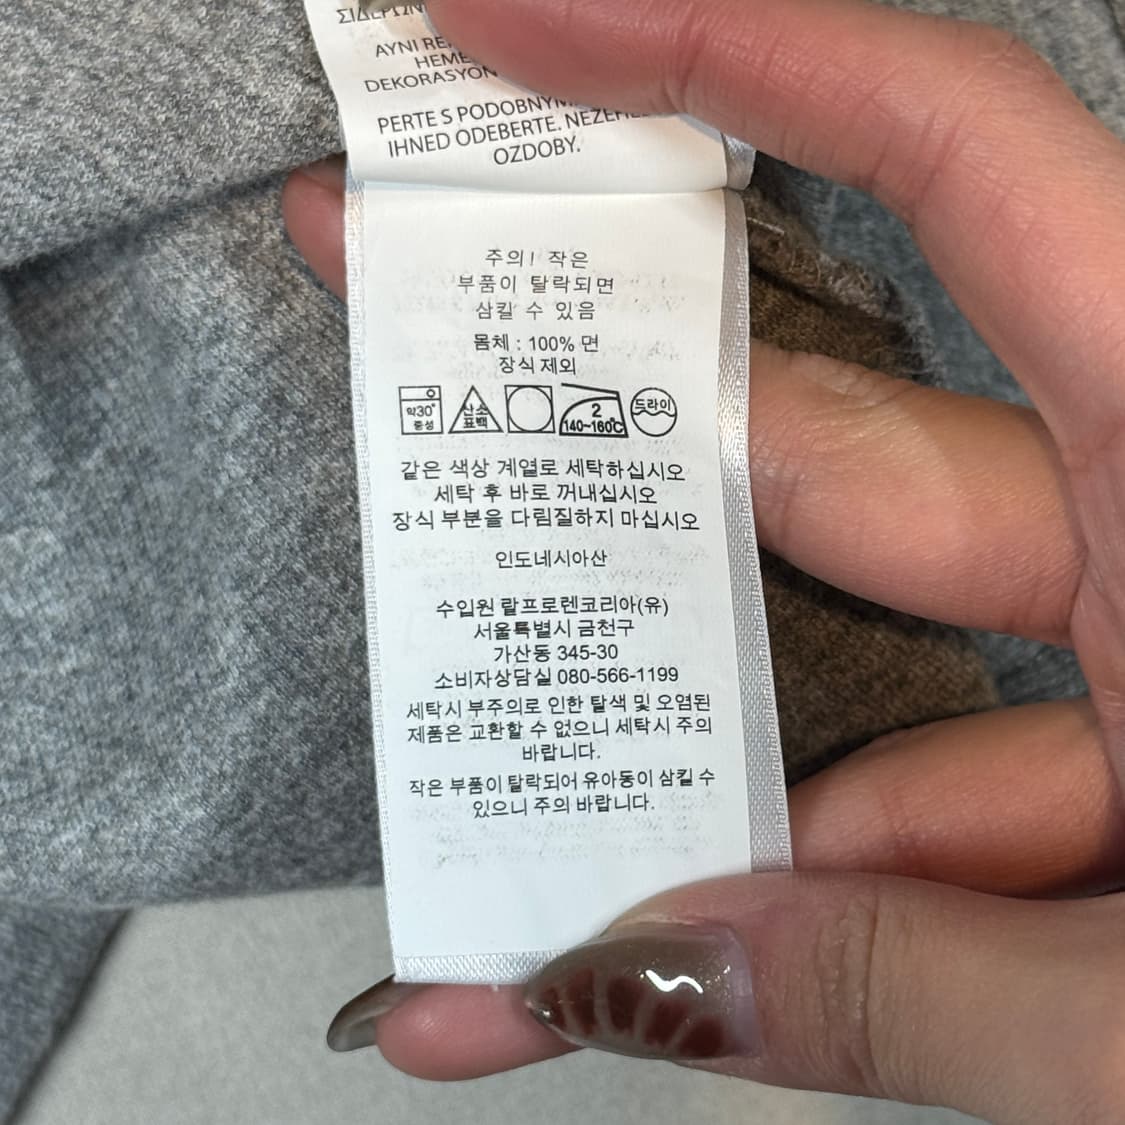 ΣΙΔΕΡΩΝ
AYNI RE
HEME
DEKORASYON
PERTE S PODOBNÝM
IHNED ODEBERTE. NEŽEH
OZDOBY.
주의! 작은
부품이 탈락되면
삼킬 수 있음
몸체 : 100% 면
장식 제외
약30° 중성 산소 표백 2 140~160℃ 드라이
같은 색상 계열로 세탁하십시오
세탁 후 바로 꺼내십시오
장식 부분을 다림질하지 마십시오
인도네시아산
수입원 랄프로렌코리아(유)
서울특별시 금천구
가산동 345-30
소비자상담실 080-566-1199
세탁시 부주의로 인한 탈색 및 오염된
제품은 교환할 수 없으니 세탁시 주의
바랍니다.
작은 부품이 탈락되어 유아동이 삼킬 수
있으니 주의 바랍니다.